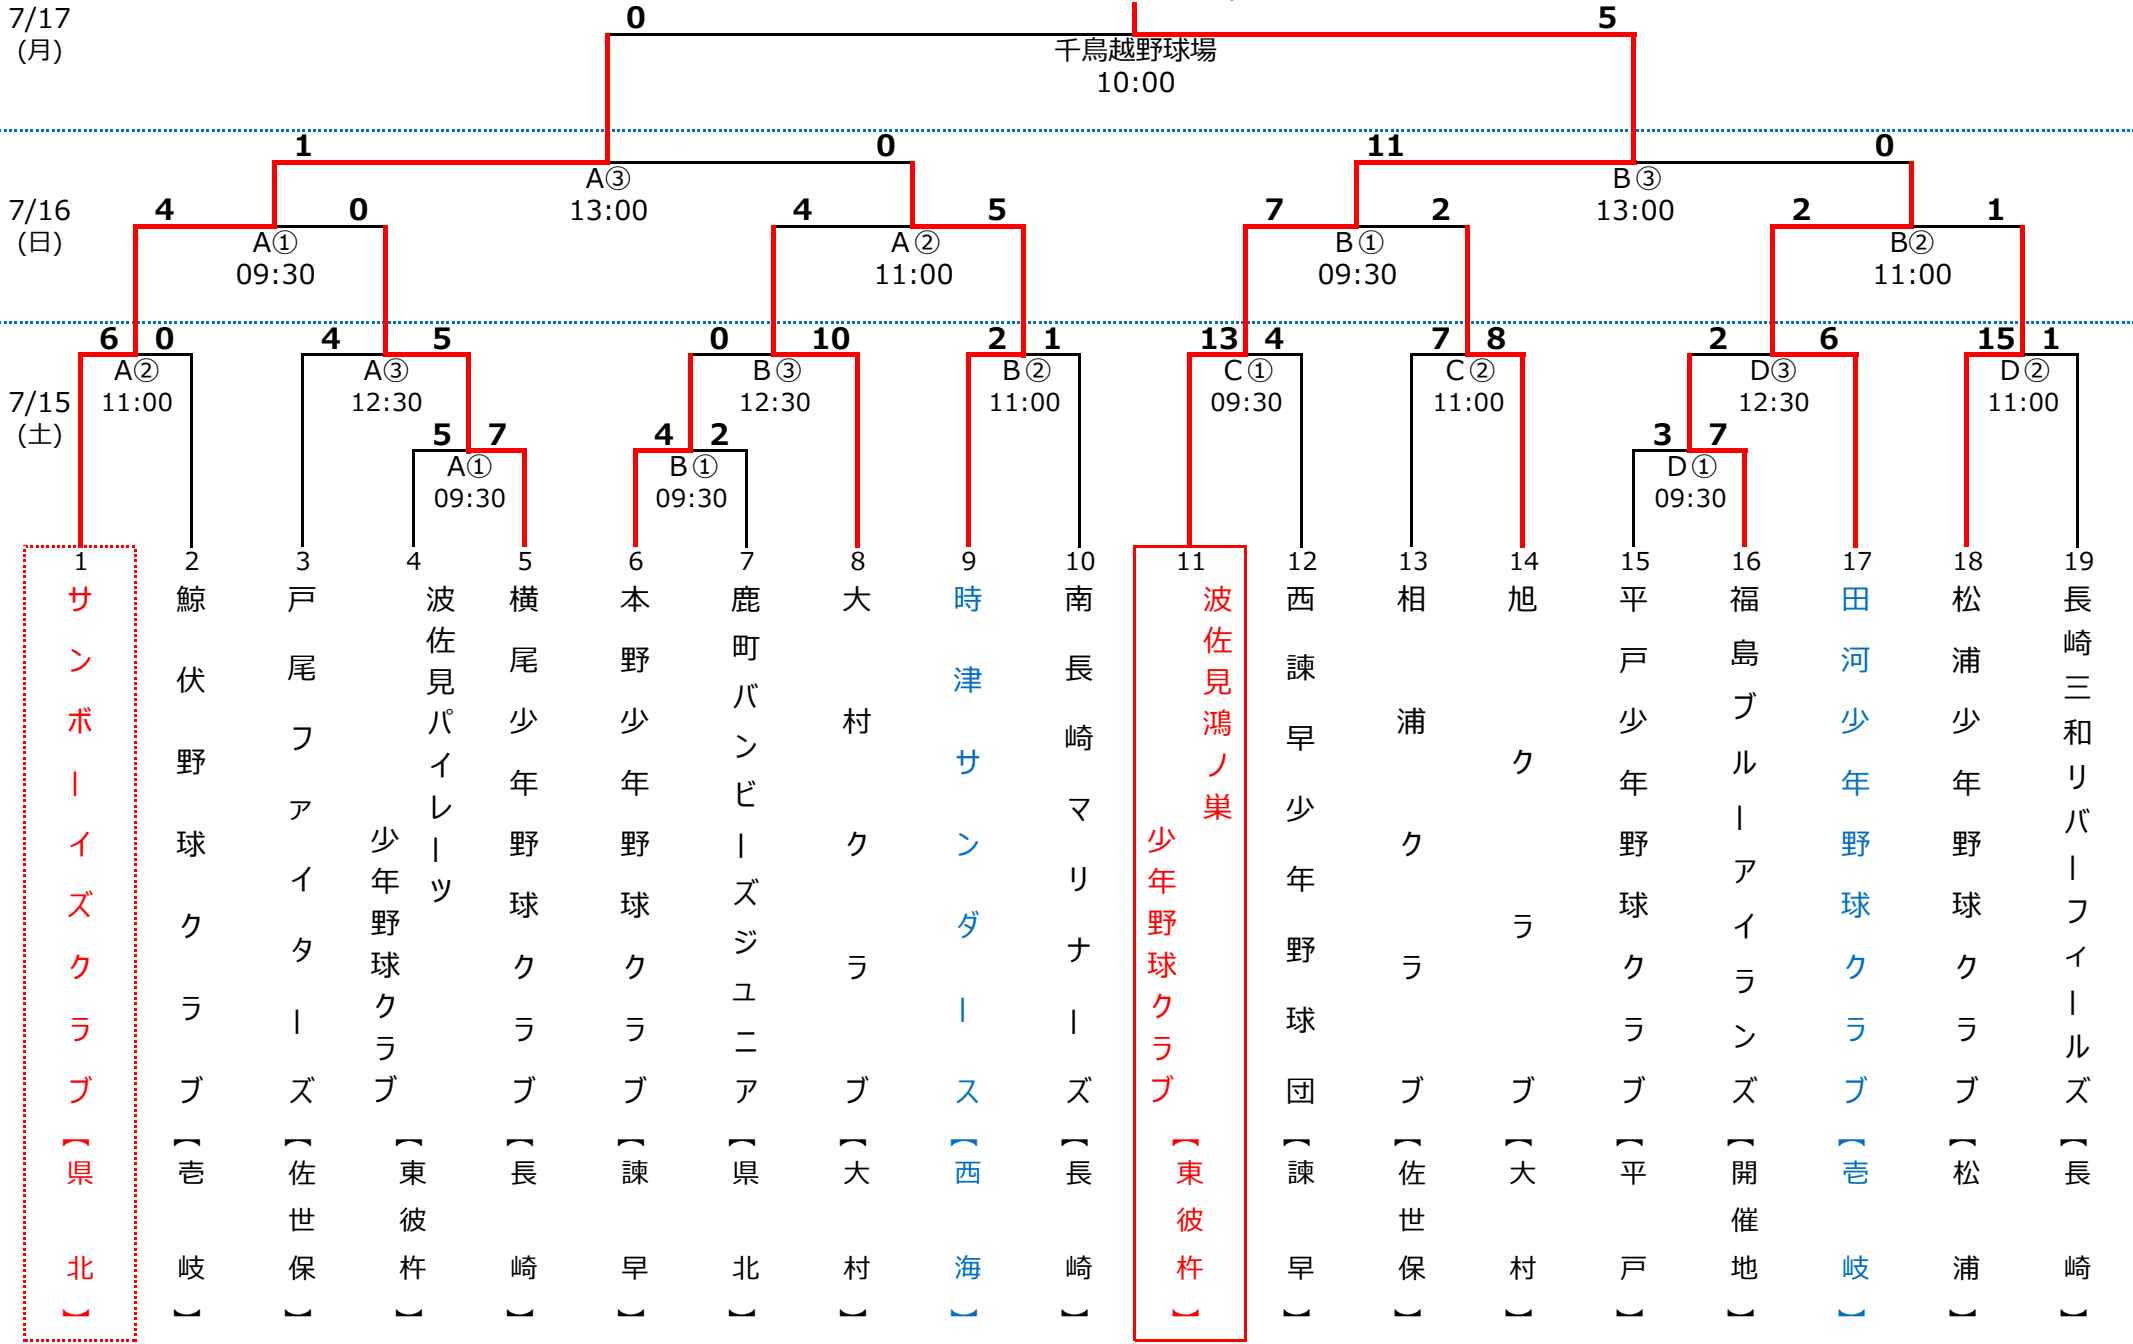 7/17
(月)
0
5
千鳥越野球場
10:00
1
0
11
0
A③
13:00
B③
13:00
7/16
(日)
4
0
4
5
7
2
2
1
A①
09:30
A②
11:00
B①
09:30
B②
11:00
7/15
(土)
6
0
4
5
0
10
2
1
13
4
7
8
2
6
15
1
A②
11:00
A③
12:30
B③
12:30
B②
11:00
C①
09:30
C②
11:00
D③
12:30
D②
11:00
5
7
4
2
3
7
A①
09:30
B①
09:30
D①
09:30
1
サンボーイズクラブ
【県北】
2
鯨伏野球クラブ
【壱岐】
3
戸尾ファイターズ
【佐世保】
4
波佐見パイレーツ
少年野球クラブ
【東彼杵】
5
横尾少年野球クラブ
【長崎】
6
本野少年野球クラブ
【諫早】
7
鹿町バンビーズジュニア
【県北】
8
大村クラブ
【大村】
9
時津サンダース
【西海】
10
南長崎マリナーズ
【長崎】
11
波佐見鴻ノ巣
少年野球クラブ
【東彼杵】
12
西諫早少年野球団
【諫早】
13
相浦クラブ
【佐世保】
14
旭クラブ
【大村】
15
平戸少年野球クラブ
【平戸】
16
福島ブルーアイランズ
【開催地】
17
田河少年野球クラブ
【壱岐】
18
松浦少年野球クラブ
【松浦】
19
長崎三和リバーフィールズ
【長崎】